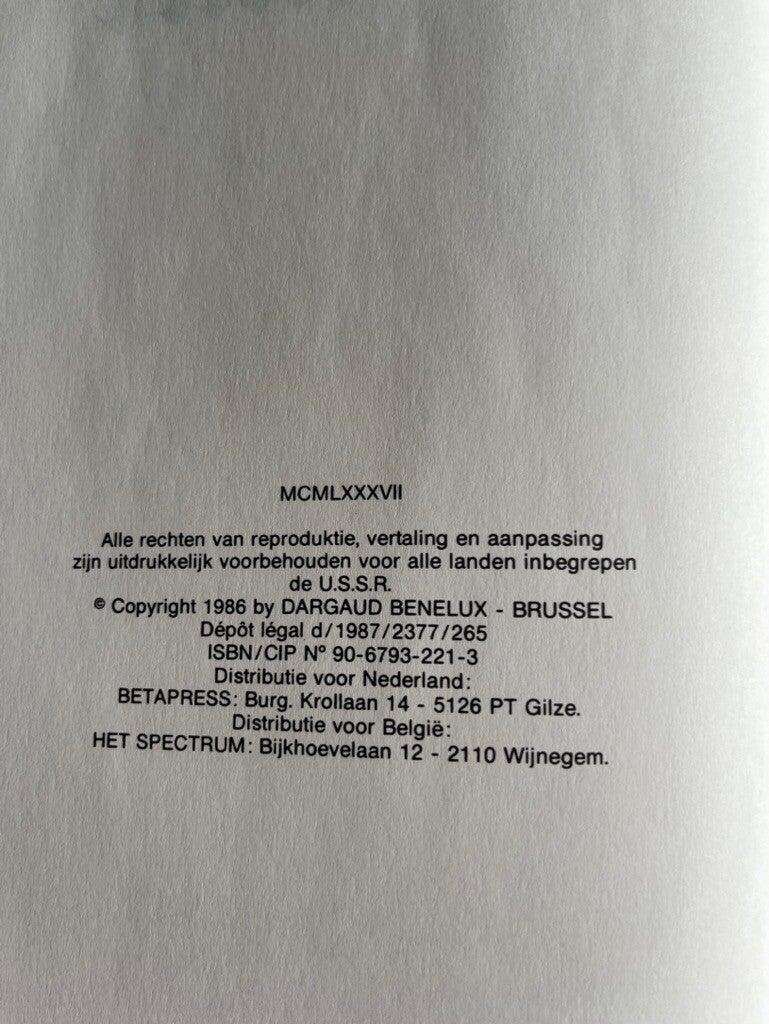 MCMLXXXVII
Alle rechten van reproduktie, vertaling en aanpassing
zijn uitdrukkelijk voorbehouden voor alle landen inbegrepen
de U.S.S.R.
© Copyright 1986 by DARGAUD BENELUX - BRUSSEL
Dépôt légal d/1987/2377/265
ISBN/CIP N° 90-6793-221-3
Distributie voor Nederland:
BETAPRESS: Burg. Krollaan 14 - 5126 PT Gilze.
Distributie voor België:
HET SPECTRUM: Bijkhoevelaan 12 - 2110 Wijnegem.